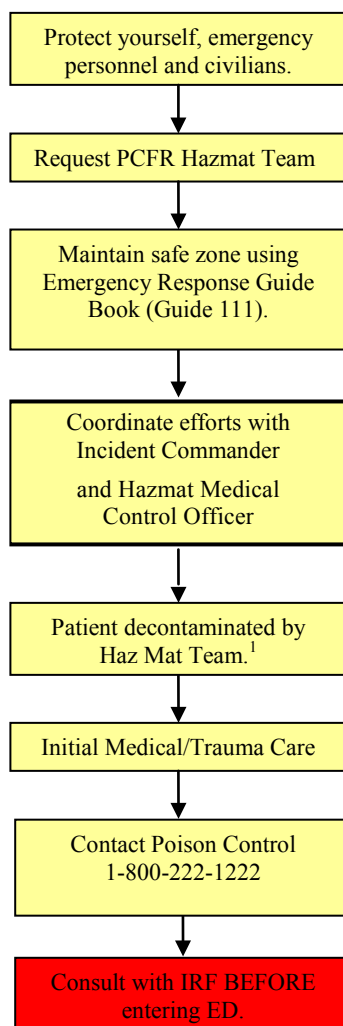 Protect yourself, emergency
personnel and civilians.
Request PCFR Hazmat Team
Maintain safe zone using
Emergency Response Guide
Book (Guide 111).
Coordinate efforts with
Incident Commander
and Hazmat Medical
Control Officer
Patient decontaminated by
Haz Mat Team.¹
Initial Medical/Trauma Care
Contact Poison Control
1-800-222-1222
Consult with IRF BEFORE
entering ED.